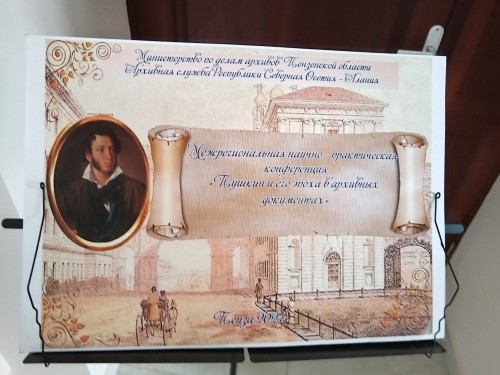 Министерство по делам архивов Пензенской области
Архивная служба Республики Северная Осетия - Алания
Межрегиональная научно - практическая
конференция
«Пушкин и его эпоха в архивных
документах»
Пенза